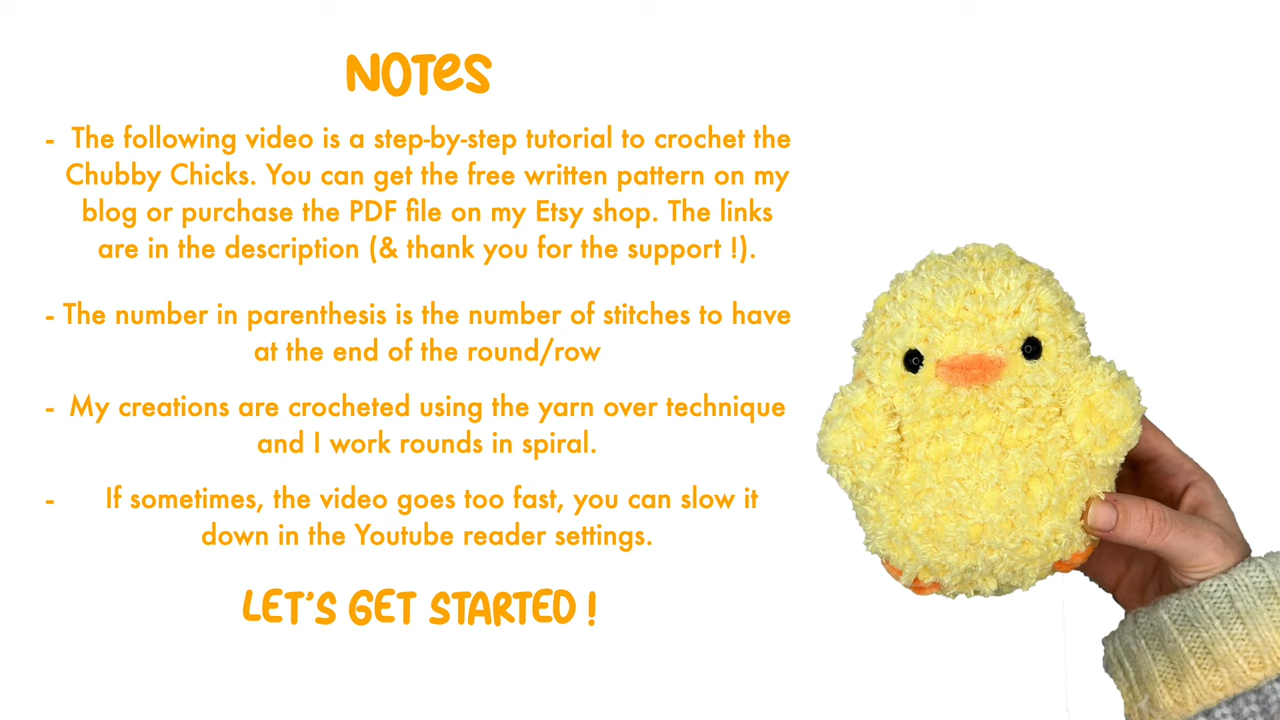 NOTeS
- The following video is a step-by-step tutorial to crochet the
Chubby Chicks. You can get the free written pattern on my
blog or purchase the PDF file on my Etsy shop. The links
are in the description (& thank you for the support !).
- The number in parenthesis is the number of stitches to have
at the end of the round/row
- My creations are crocheted using the yarn over technique
and I work rounds in spiral.
- If sometimes, the video goes too fast, you can slow it
down in the Youtube reader settings.
LET'S GET STARTED !